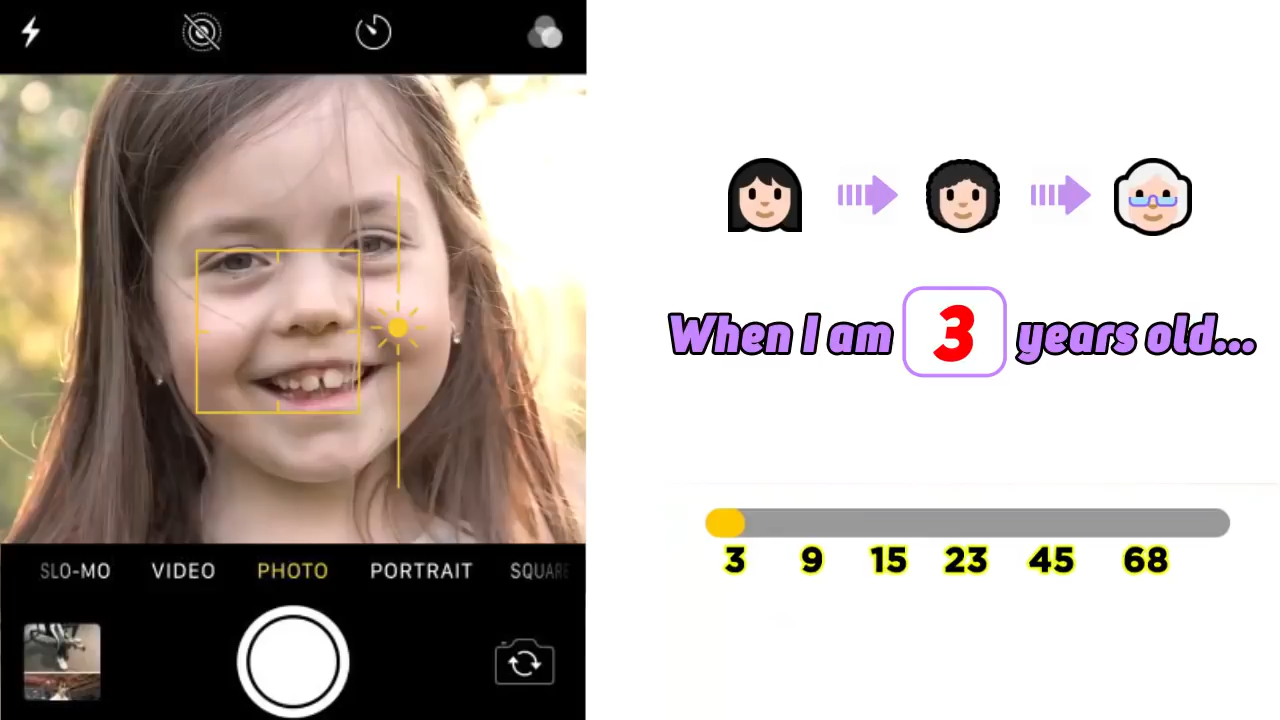 SLO-MO VIDEO PHOTO PORTRAIT SQUARE
When I am 3 years old...
3 9 15 23 45 68